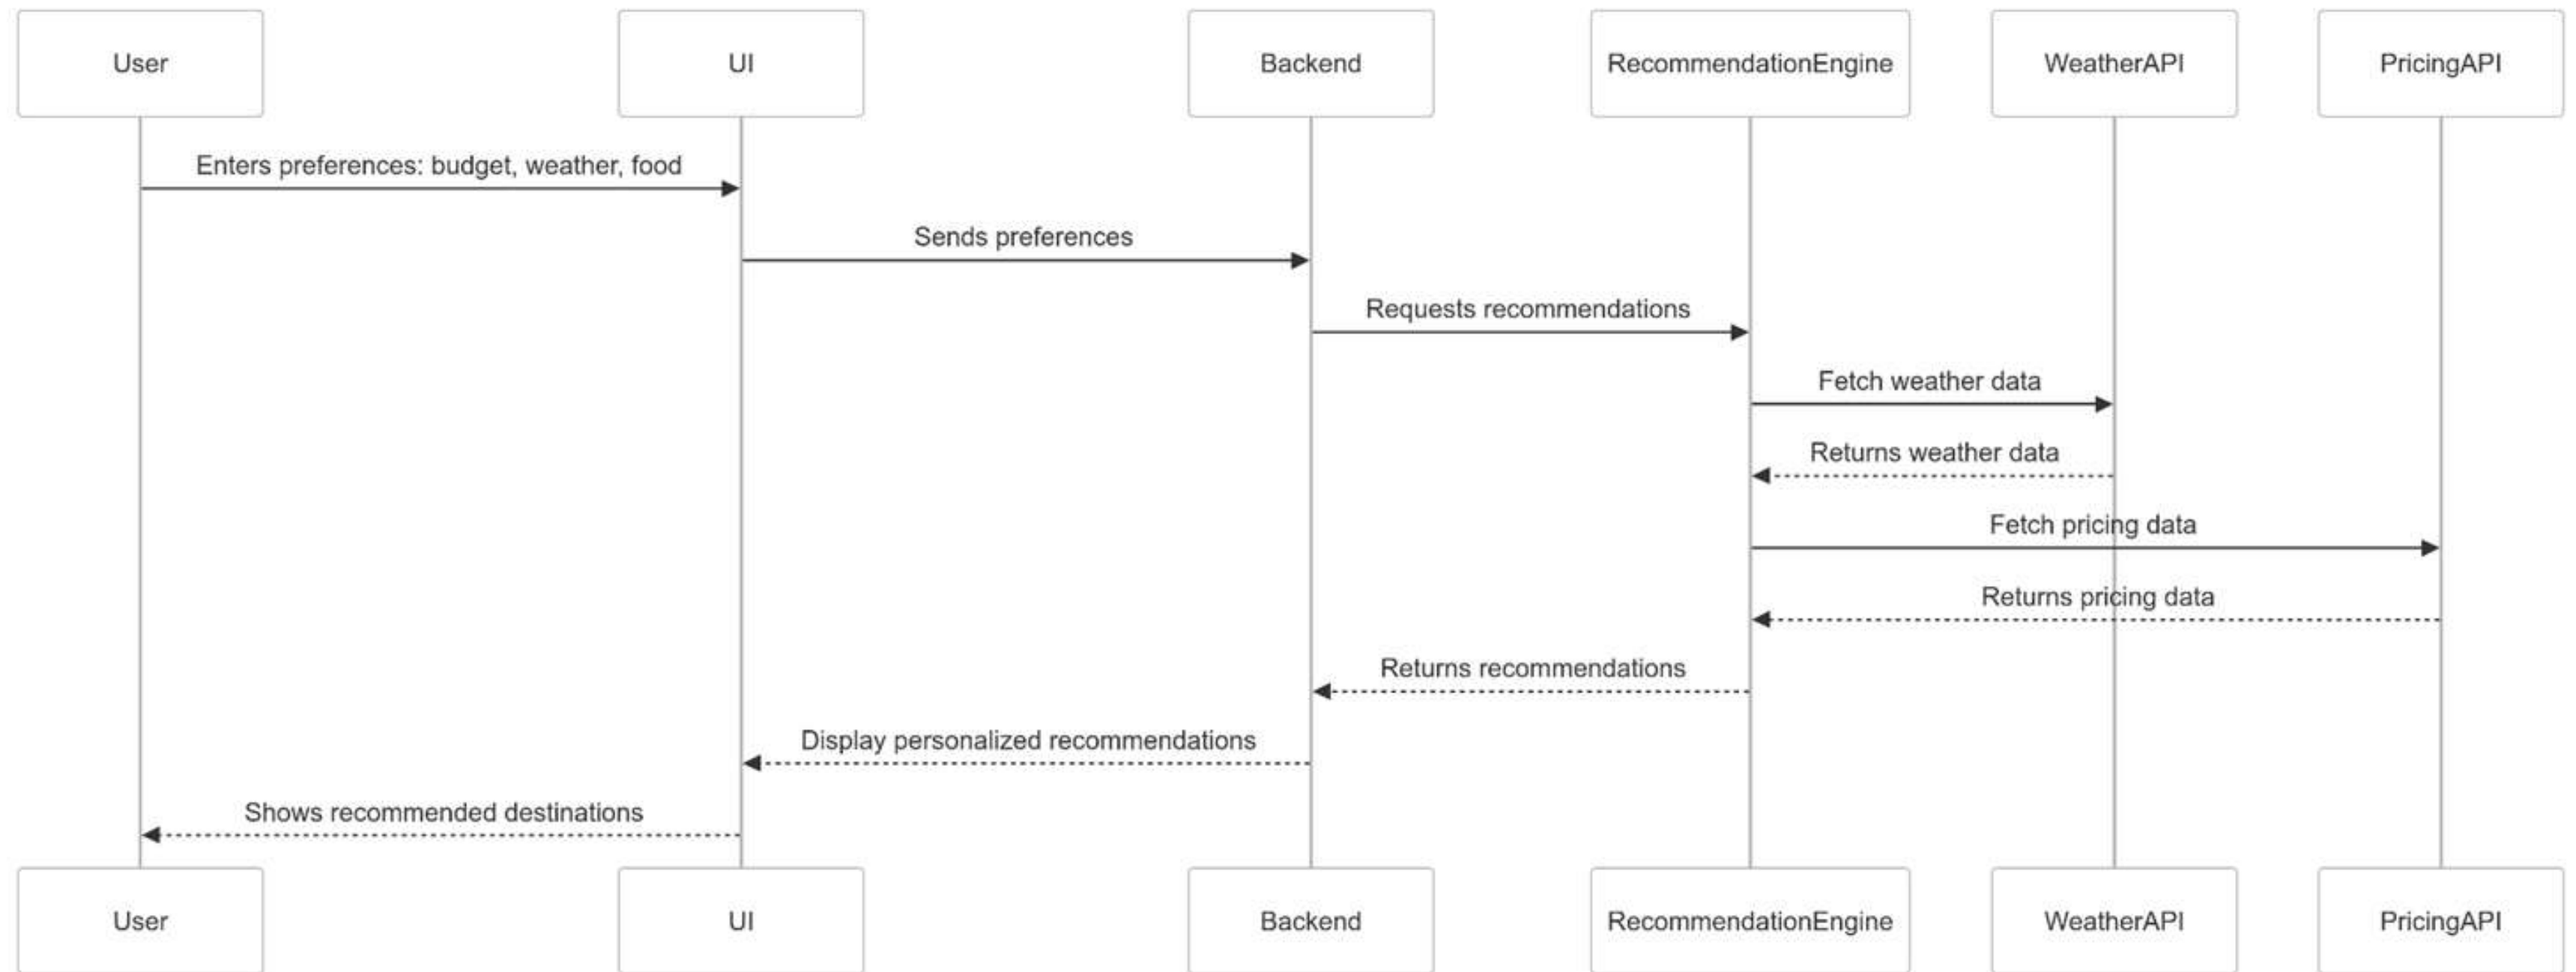 User
UI
Backend
RecommendationEngine
WeatherAPI
PricingAPI
Enters preferences: budget, weather, food
Sends preferences
Requests recommendations
Fetch weather data
Returns weather data
Fetch pricing data
Returns pricing data
Returns recommendations
Display personalized recommendations
Shows recommended destinations
User
UI
Backend
RecommendationEngine
WeatherAPI
PricingAPI